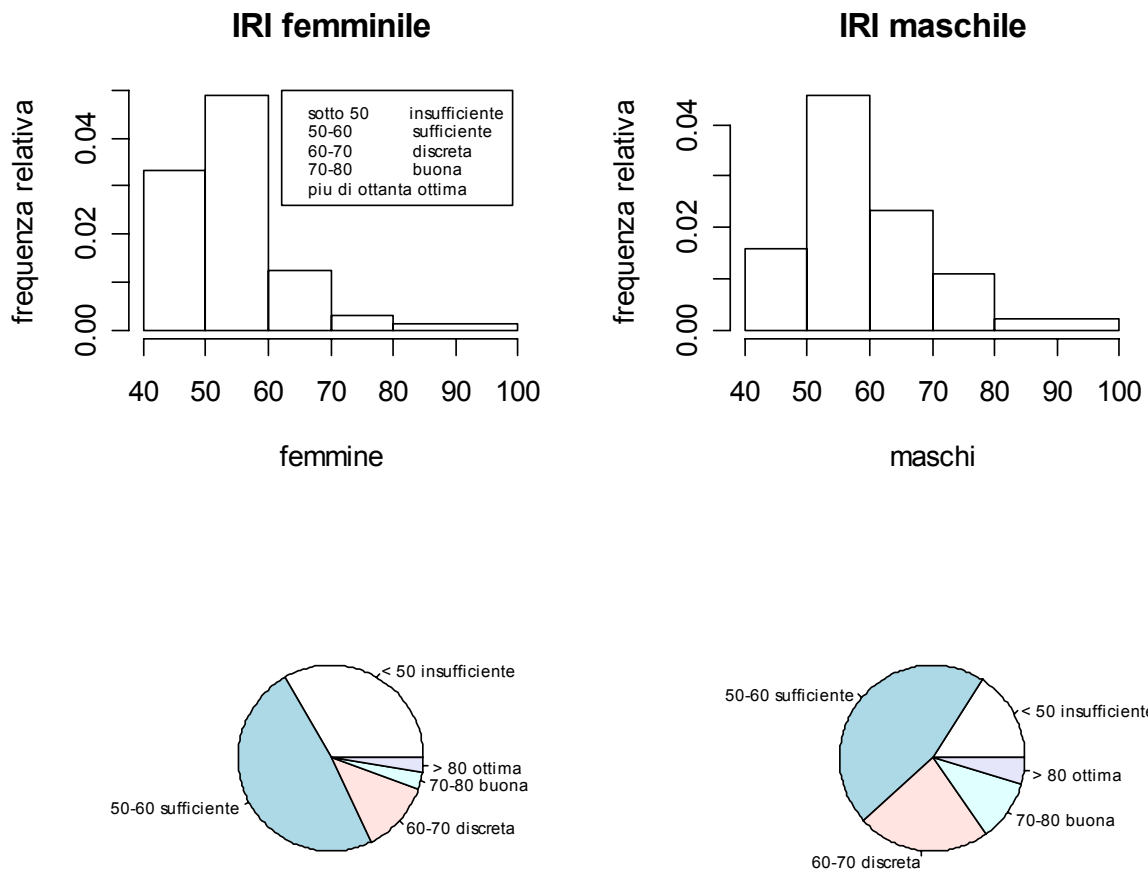 IRI femminile
frequenza relativa
0.00 0.02 0.04
sotto 50 insufficiente
50-60 sufficiente
60-70 discreta
70-80 buona
piu di ottanta ottima
40 50 60 70 80 90 100
femmine
IRI maschile
frequenza relativa
0.00 0.02 0.04
40 50 60 70 80 90 100
maschi
< 50 insufficiente
50-60 sufficiente
> 80 ottima
70-80 buona
60-70 discreta
50-60 sufficiente
< 50 insufficiente
> 80 ottima
70-80 buona
60-70 discreta